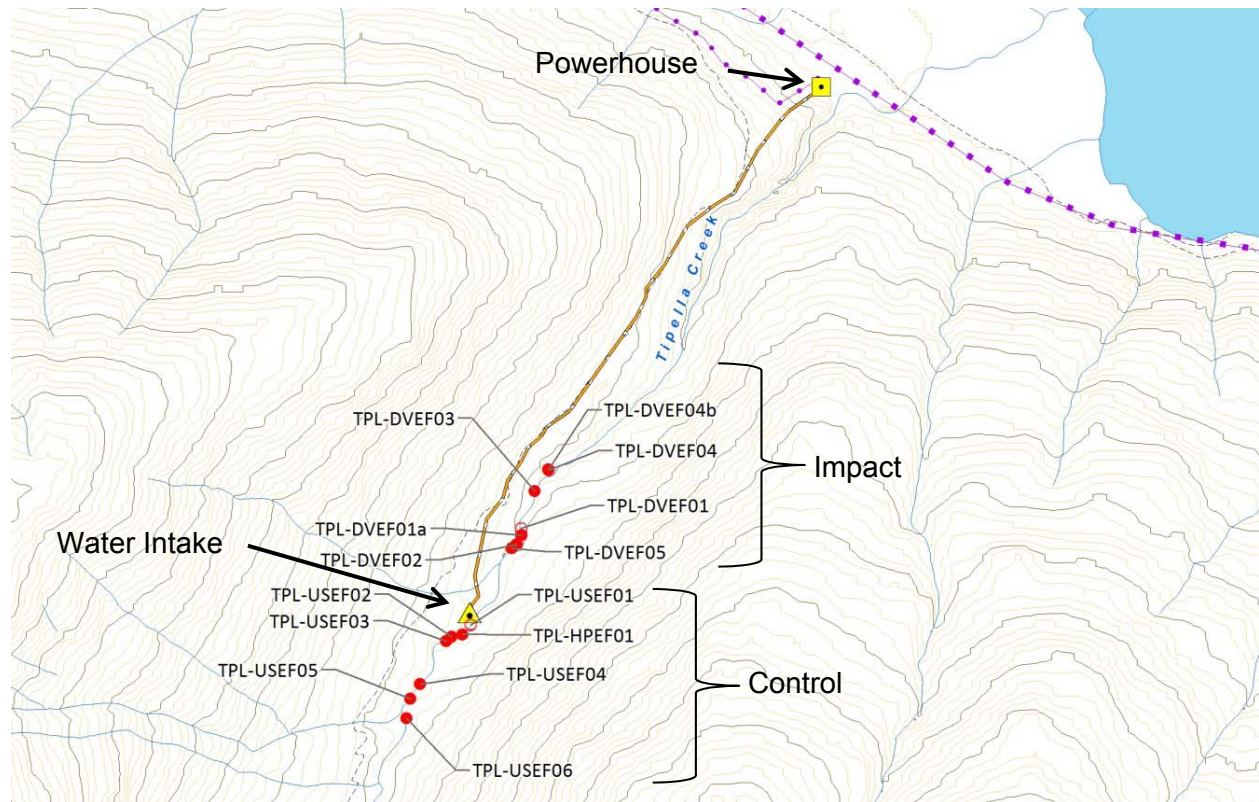 Powerhouse
Tipella Creek
TPL-DVEF03
TPL-DVEF04b
TPL-DVEF04
Impact
TPL-DVEF01
TPL-DVEF01a
Water Intake
TPL-DVEF02
TPL-DVEF05
TPL-USEF02
TPL-USEF01
TPL-USEF03
TPL-HPEF01
TPL-USEF05
TPL-USEF04
Control
TPL-USEF06